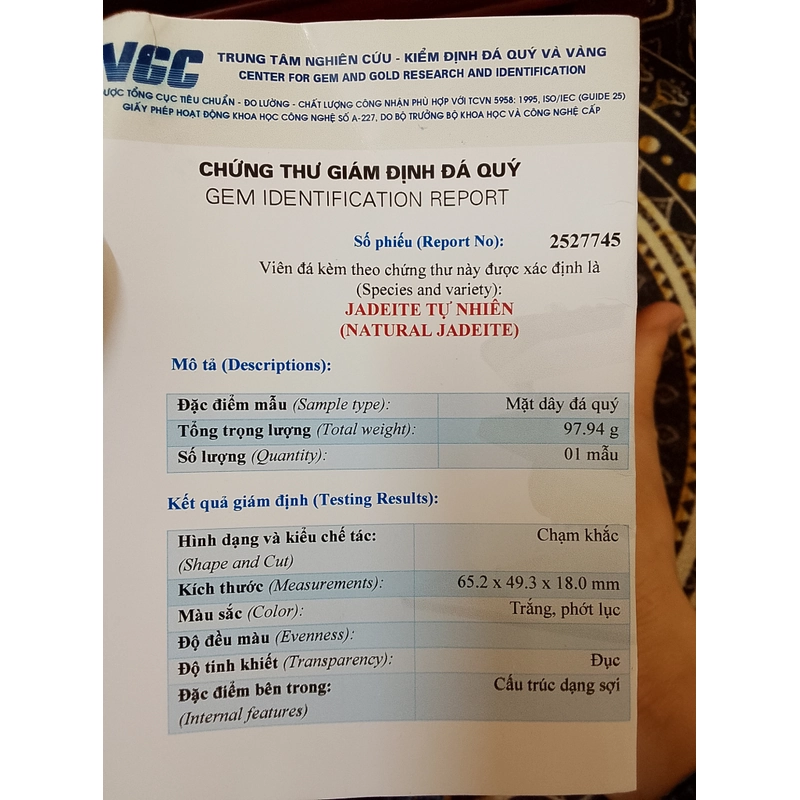 VGC
TRUNG TÂM NGHIÊN CỨU - KIỂM ĐỊNH ĐÁ QUÝ VÀ VÀNG
CENTER FOR GEM AND GOLD RESEARCH AND IDENTIFICATION
ƯỢC TỔNG CỤC TIÊU CHUẨN - ĐO LƯỜNG - CHẤT LƯỢNG CÔNG NHẬN PHÙ HỢP VỚI TCVN 5958: 1995, ISO/IEC (GUIDE 25)
GIẤY PHÉP HOẠT ĐỘNG KHOA HỌC CÔNG NGHỆ SỐ A-227, DO BỘ TRƯỞNG BỘ KHOA HỌC VÀ CÔNG NGHỆ CẤP
CHỨNG THƯ GIÁM ĐỊNH ĐÁ QUÝ
GEM IDENTIFICATION REPORT
Số phiếu (Report No): 2527745
Viên đá kèm theo chứng thư này được xác định là
(Species and variety):
JADEITE TỰ NHIÊN
(NATURAL JADEITE)
Mô tả (Descriptions):
Đặc điểm mẫu (Sample type): Mặt dây đá quý
Tổng trọng lượng (Total weight): 97.94 g
Số lượng (Quantity): 01 mẫu
Kết quả giám định (Testing Results):
Hình dạng và kiểu chế tác: Chạm khắc
(Shape and Cut)
Kích thước (Measurements): 65.2 x 49.3 x 18.0 mm
Màu sắc (Color): Trắng, phớt lục
Độ đều màu (Evenness):
Độ tinh khiết (Transparency): Đục
Đặc điểm bên trong: Cấu trúc dạng sợi
(Internal features)